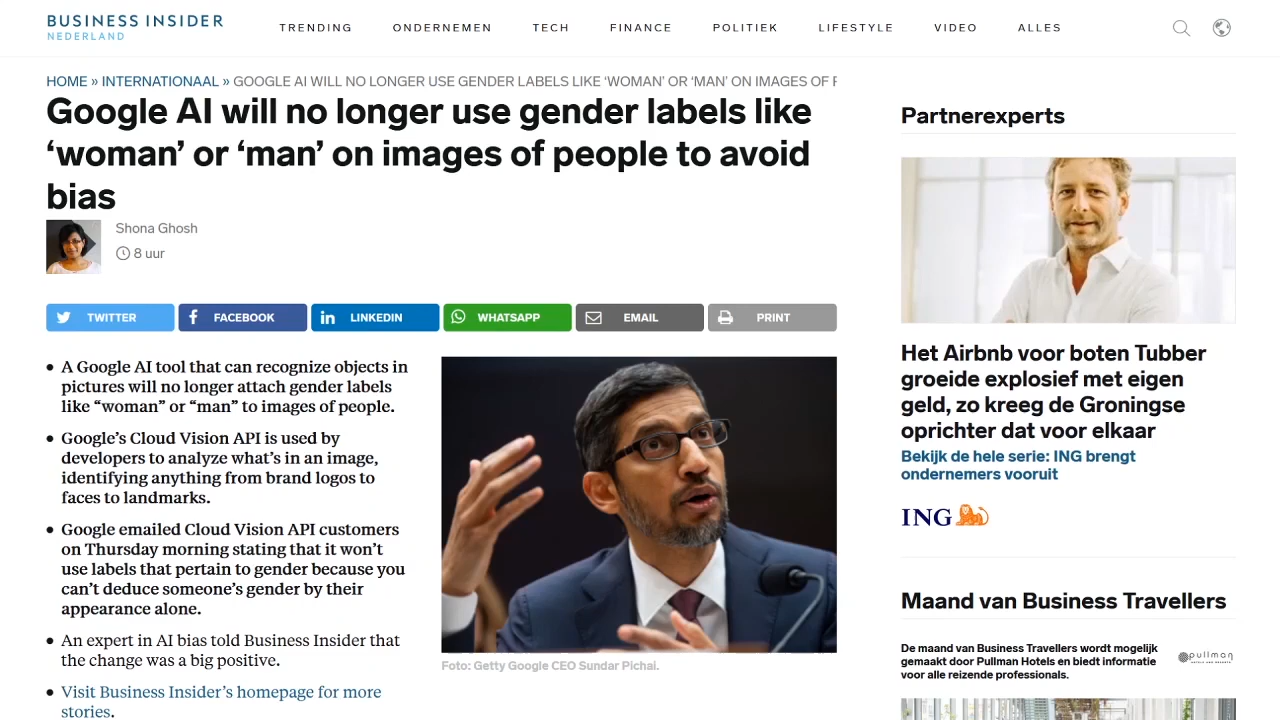 BUSINESS INSIDER
NEDERLAND
TRENDING
ONDERNEMEN
TECH
FINANCE
POLITIEK
LIFESTYLE
VIDEO
ALLES
HOME » INTERNATIONAAL » GOOGLE AI WILL NO LONGER USE GENDER LABELS LIKE ‘WOMAN’ OR ‘MAN’ ON IMAGES OF
Google AI will no longer use gender labels like
‘woman’ or ‘man’ on images of people to avoid
bias
Shona Ghosh
8 uur
TWITTER
FACEBOOK
LINKEDIN
WHATSAPP
EMAIL
PRINT
• A Google AI tool that can recognize objects in
pictures will no longer attach gender labels
like “woman” or “man” to images of people.
• Google’s Cloud Vision API is used by
developers to analyze what’s in an image,
identifying anything from brand logos to
faces to landmarks.
• Google emailed Cloud Vision API customers
on Thursday morning stating that it won’t
use labels that pertain to gender because you
can’t deduce someone’s gender by their
appearance alone.
• An expert in AI bias told Business Insider that
the change was a big positive.
• Visit Business Insider’s homepage for more
stories.
Foto: Getty Google CEO Sundar Pichai.
Partnerexperts
Het Airbnb voor boten Tubber
groeide explosief met eigen
geld, zo kreeg de Groningse
oprichter dat voor elkaar
Bekijk de hele serie: ING brengt
ondernemers vooruit
ING
Maand van Business Travellers
De maand van Business Travellers wordt mogelijk
gemaakt door Pullman Hotels en biedt informatie
voor alle reizende professionals.
pullman